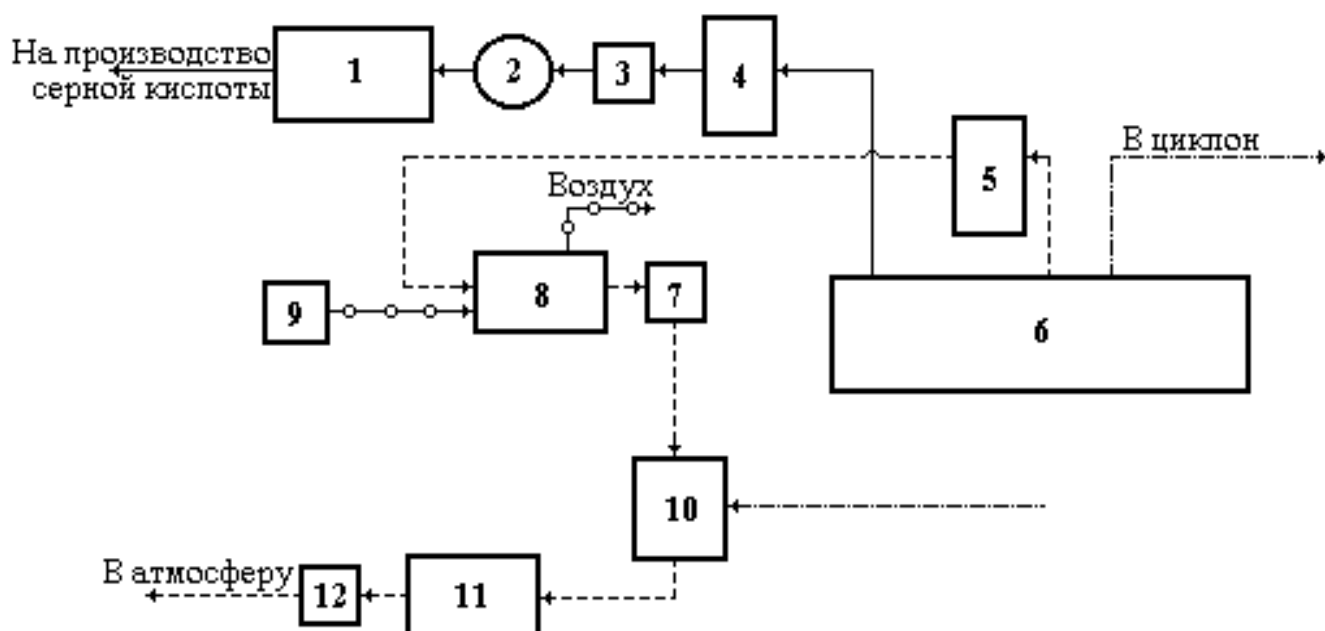 На производство
серной кислоты
1
2
3
4
5
В циклон
Воздух
6
7
8
9
10
В атмосферу
12
11